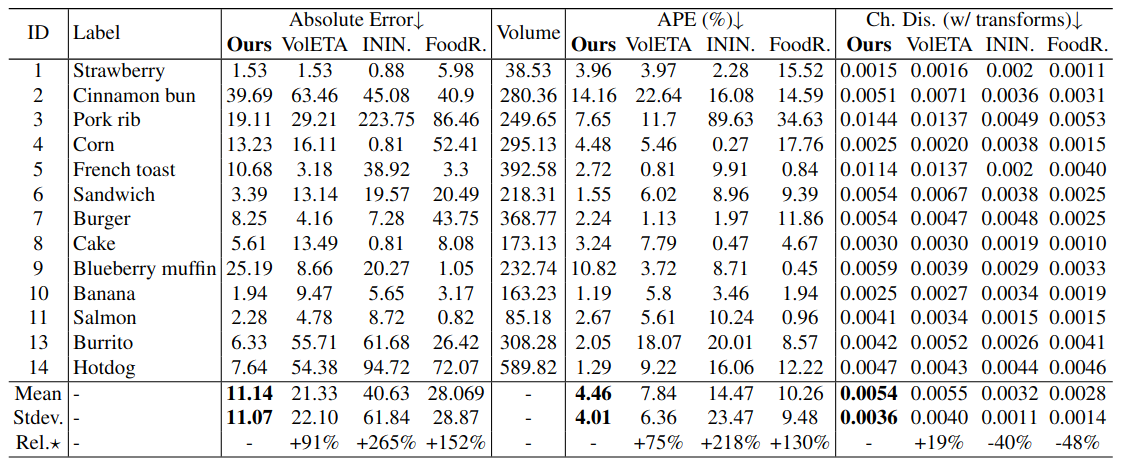 ID Label Absolute Error↓ Volume APE (%)↓ Ch. Dis. (w/ transforms)↓
Ours VolETA ININ. FoodR. Ours VolETA ININ. FoodR. Ours VolETA ININ. FoodR.
1 Strawberry 1.53 1.53 0.88 5.98 38.53 3.96 3.97 2.28 15.52 0.0015 0.0016 0.002 0.0011
2 Cinnamon bun 39.69 63.46 45.08 40.9 280.36 14.16 22.64 16.08 14.59 0.0051 0.0071 0.0036 0.0031
3 Pork rib 19.11 29.21 223.75 86.46 249.65 7.65 11.7 89.63 34.63 0.0144 0.0137 0.0049 0.0053
4 Corn 13.23 16.11 0.81 52.41 295.13 4.48 5.46 0.27 17.76 0.0025 0.0020 0.0038 0.0015
5 French toast 10.68 3.18 38.92 3.3 392.58 2.72 0.81 9.91 0.84 0.0114 0.0137 0.002 0.0040
6 Sandwich 3.39 13.14 19.57 20.49 218.31 1.55 6.02 8.96 9.39 0.0054 0.0067 0.0038 0.0025
7 Burger 8.25 4.16 7.28 43.75 368.77 2.24 1.13 1.97 11.86 0.0054 0.0047 0.0048 0.0025
8 Cake 5.61 13.49 0.81 8.08 173.13 3.24 7.79 0.47 4.67 0.0030 0.0030 0.0019 0.0010
9 Blueberry muffin 25.19 8.66 20.27 1.05 232.74 10.82 3.72 8.71 0.45 0.0059 0.0039 0.0029 0.0033
10 Banana 1.94 9.47 5.65 3.17 163.23 1.19 5.8 3.46 1.94 0.0025 0.0027 0.0034 0.0019
11 Salmon 2.28 4.78 8.72 0.82 85.18 2.67 5.61 10.24 0.96 0.0041 0.0034 0.0015 0.0015
13 Burrito 6.33 55.71 61.68 26.42 308.28 2.05 18.07 20.01 8.57 0.0042 0.0052 0.0026 0.0041
14 Hotdog 7.64 54.38 94.72 72.07 589.82 1.29 9.22 16.06 12.22 0.0047 0.0043 0.0044 0.0046
Mean - 11.14 21.33 40.63 28.069 - 4.46 7.84 14.47 10.26 0.0054 0.0055 0.0032 0.0028
Stdev. - 11.07 22.10 61.84 28.87 - 4.01 6.36 23.47 9.48 0.0036 0.0040 0.0011 0.0014
Rel.⋆ - - +91% +265% +152% - - +75% +218% +130% - +19% -40% -48%